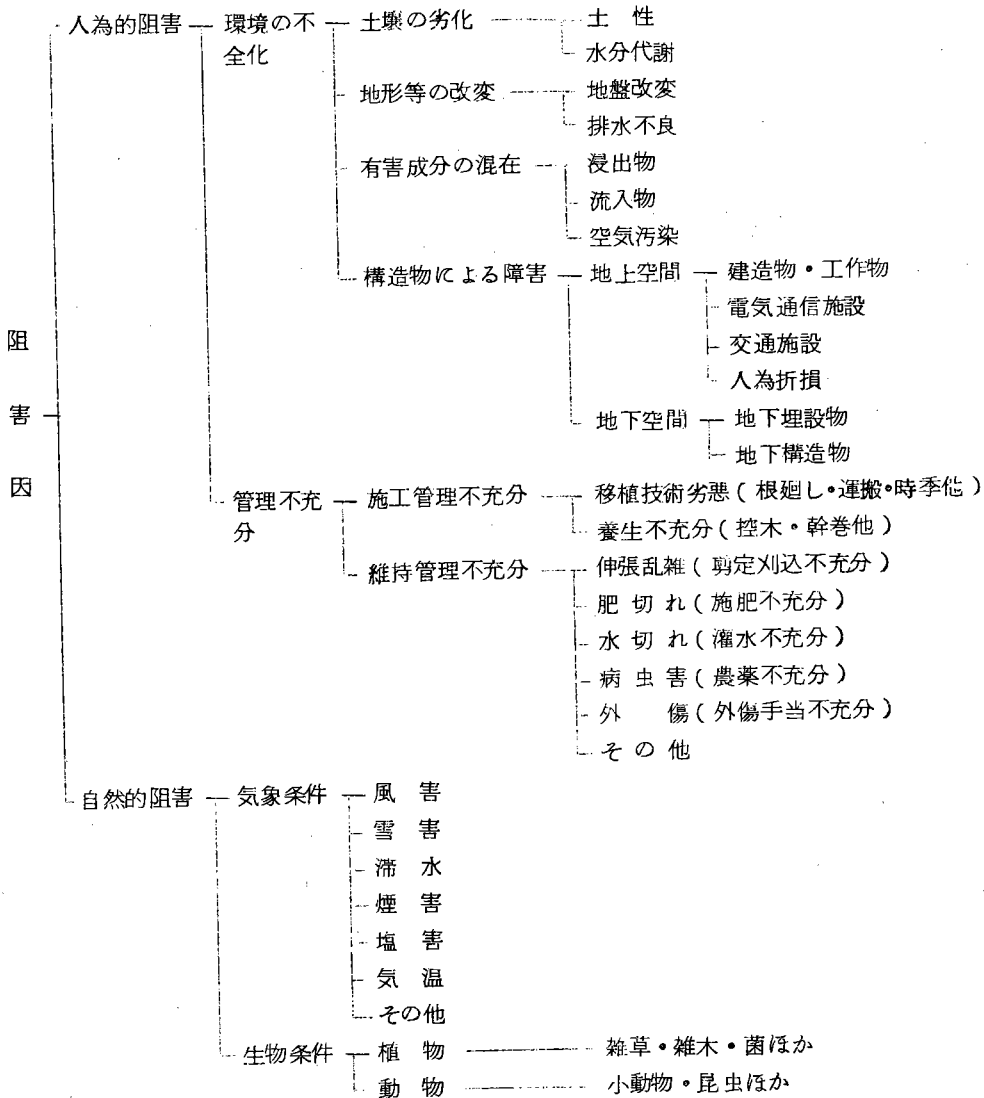 人為的阻害 環境の不全化 土壌の劣化 土性
水分代謝
地形等の改変 地盤改変
排水不良
有害成分の混在 浸出物
流入物
空気汚染
構造物による障害 地上空間 建造物・工作物
電気通信施設
交通施設
人為折損
地下空間 地下埋設物
地下構造物
阻害因
管理不充分 施工管理不充分 移植技術劣悪(根廻し・運搬・時季他)
養生不充分(控木・幹巻他)
維持管理不充分 伸張乱雑(剪定刈込不充分)
肥切れ(施肥不充分)
水切れ(灌水不充分)
病虫害(農薬不充分)
外傷(外傷手当不充分)
その他
自然的阻害 気象条件 風害
雪害
滞水
煙害
塩害
気温
その他
生物条件 植物 雑草・雑木・菌ほか
動物 小動物・昆虫ほか